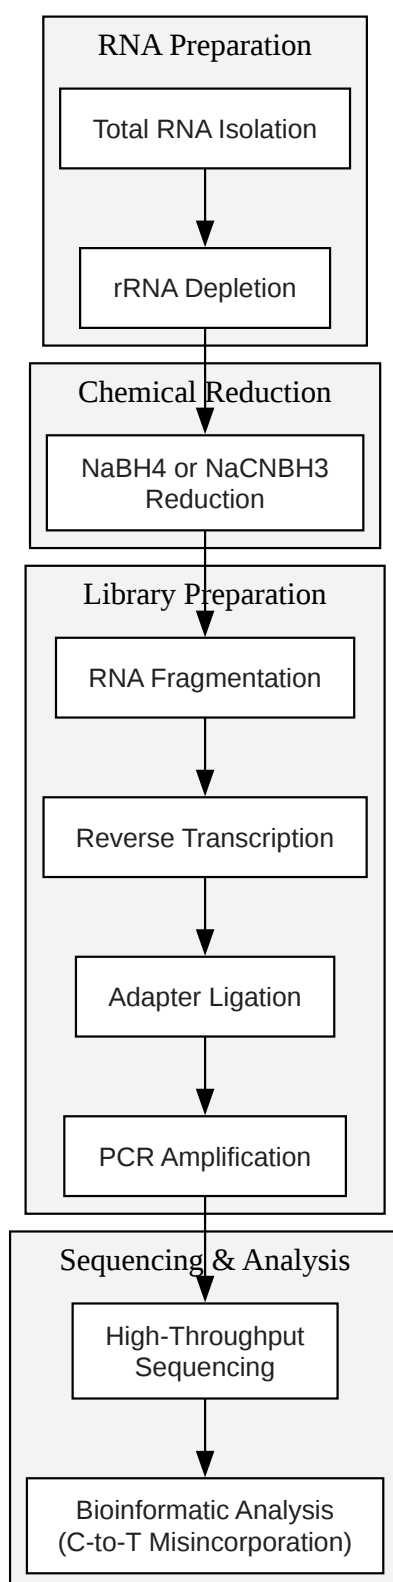 RNA Preparation
Total RNA Isolation
rRNA Depletion
Chemical Reduction
NaBH4 or NaCNBH3
Reduction
Library Preparation
RNA Fragmentation
Reverse Transcription
Adapter Ligation
PCR Amplification
Sequencing & Analysis
High-Throughput
Sequencing
Bioinformatic Analysis
(C-to-T Misincorporation)